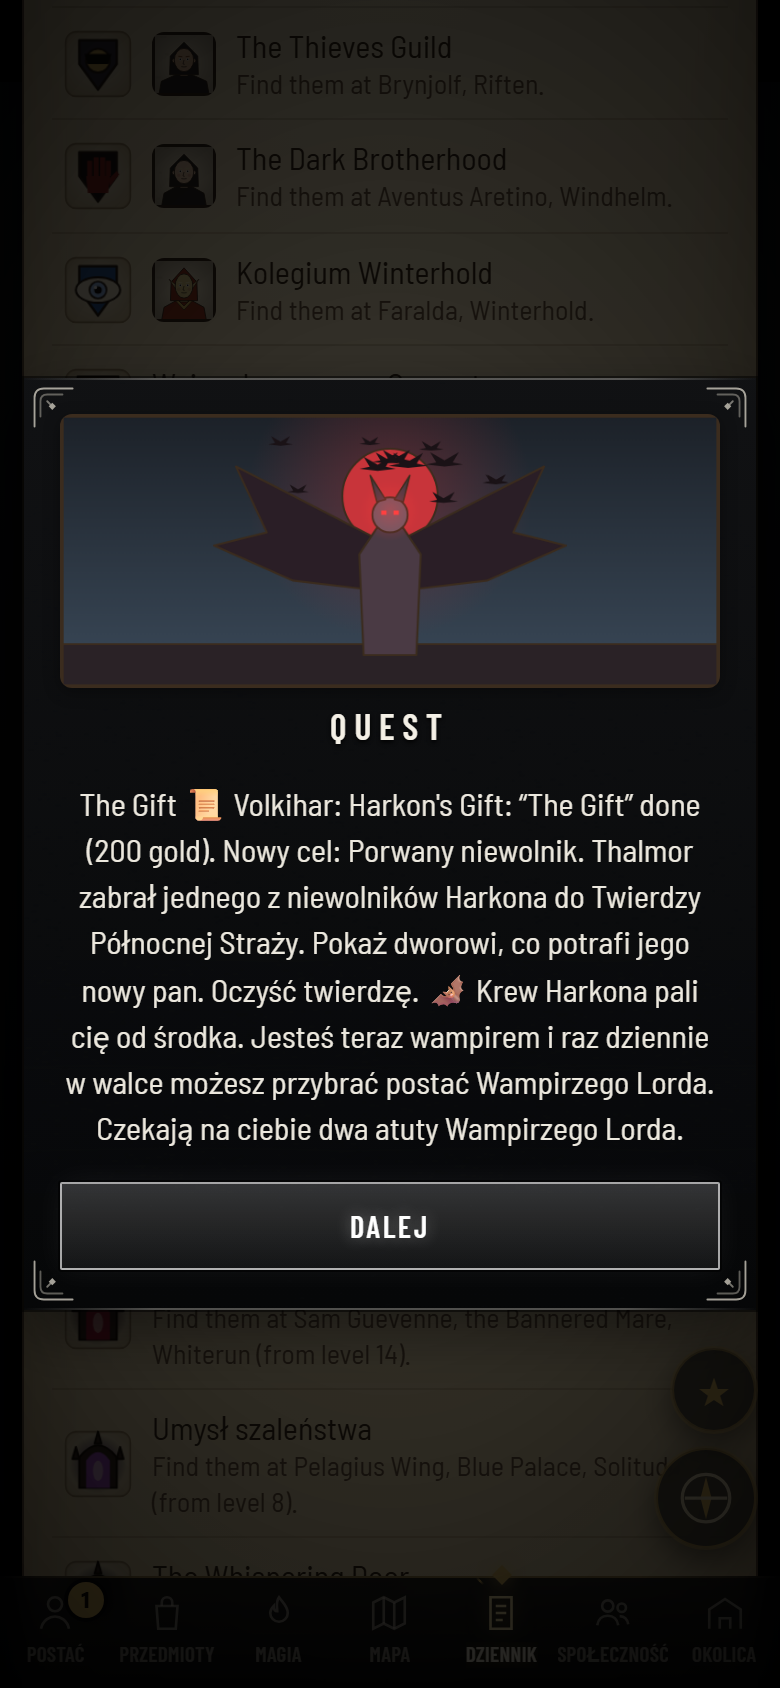 The Thieves Guild
Find them at Brynjolf, Riften.
The Dark Brotherhood
Find them at Aventus Aretino, Windhelm.
Kolegium Winterhold
Find them at Faralda, Winterhold.
QUEST
The Gift 📜 Volkihar: Harkon's Gift: “The Gift” done
(200 gold). Nowy cel: Porwany niewolnik. Thalmor
zabrał jednego z niewolników Harkona do Twierdzy
Północnej Straży. Pokaż dworowi, co potrafi jego
nowy pan. Oczyść twierdzę. 🦇 Krew Harkona pali
cię od środka. Jesteś teraz wampirem i raz dziennie
w walce możesz przybrać postać Wampirzego Lorda.
Czekają na ciebie dwa atuty Wampirzego Lorda.
DALEJ
Find them at Sam Guevenne, the Bannered Mare,
Whiterun (from level 14).
Umysł szaleństwa
Find them at Pelagius Wing, Blue Palace, Solitud
(from level 8).
The Whispering Door
1
POSTAĆ PRZEDMIOTY MAGIA MAPA DZIENNIK SPOŁECZNOŚĆ OKOLICA